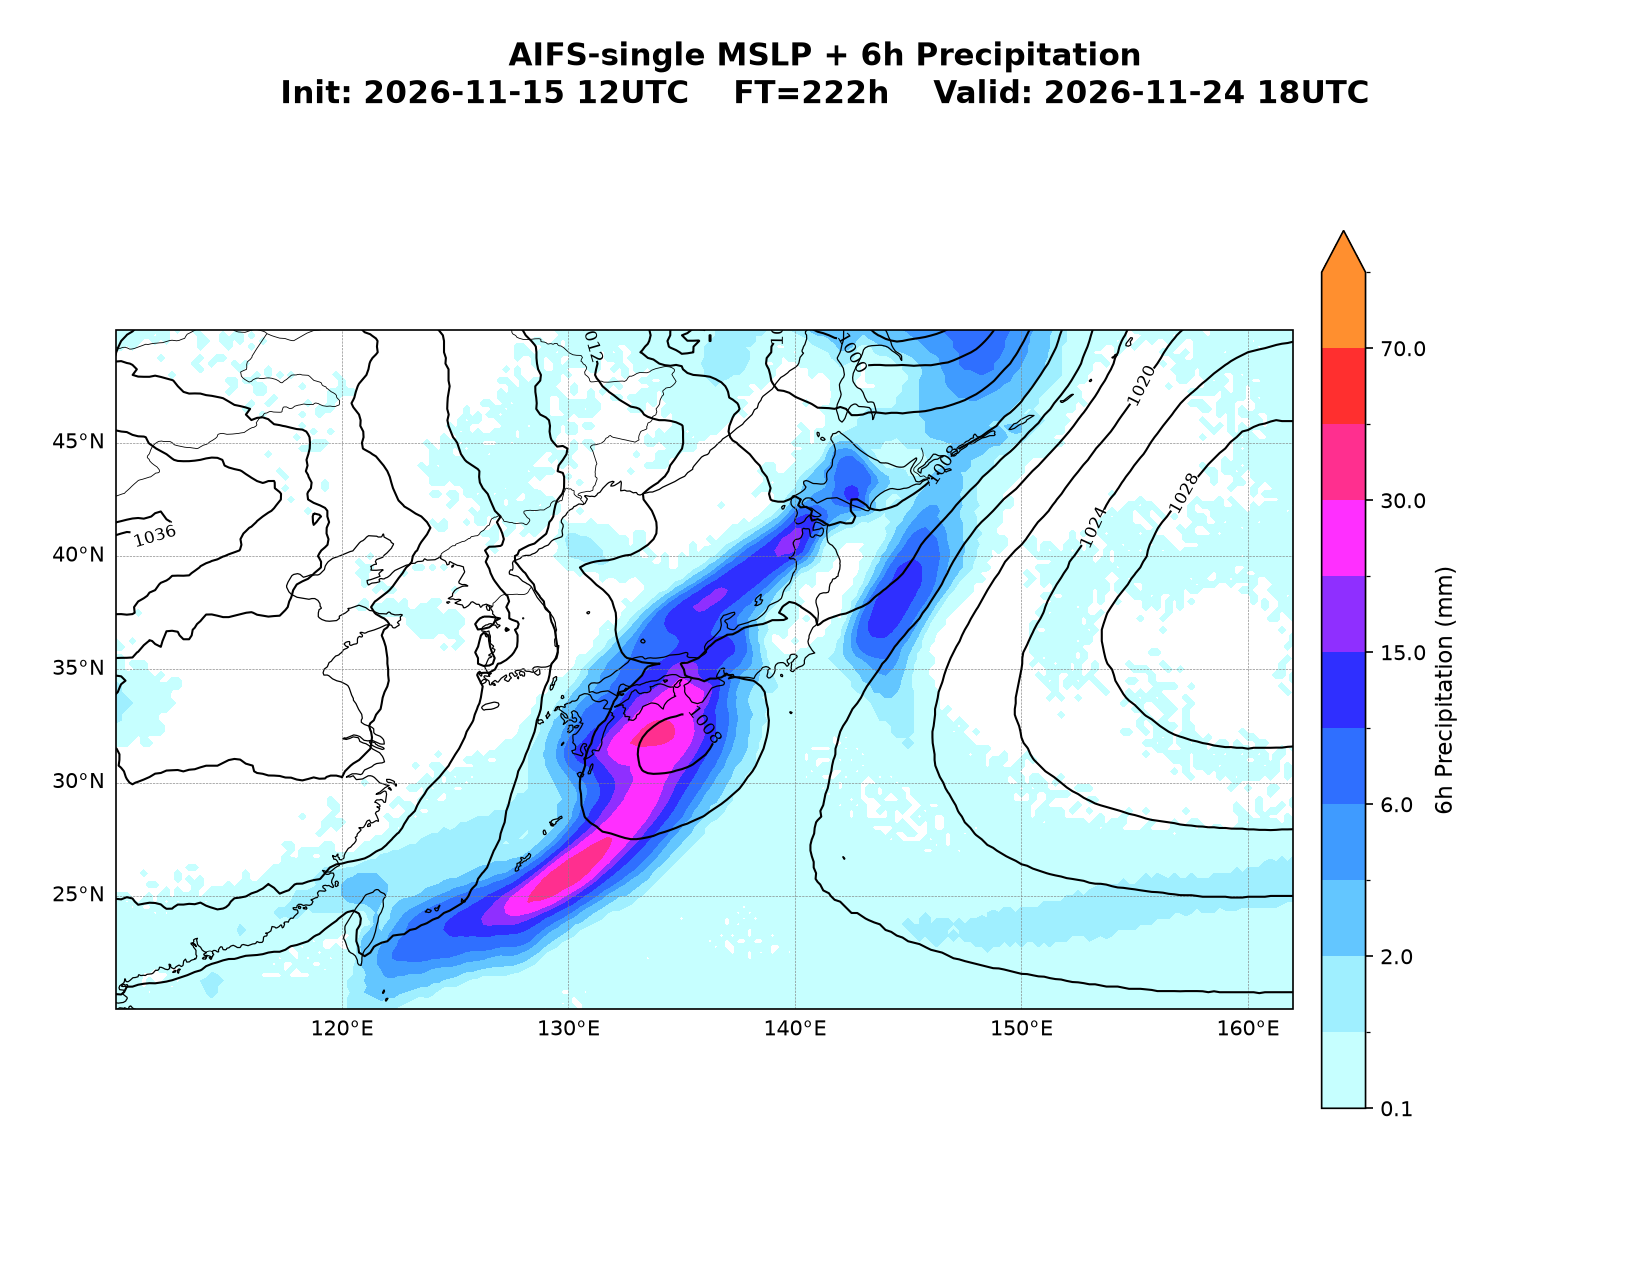 AIFS-single MSLP + 6h Precipitation
Init: 2026-11-15 12UTC    FT=222h    Valid: 2026-11-24 18UTC
45°N
40°N
35°N
30°N
25°N
120°E
130°E
140°E
150°E
160°E
1036
1000
1008
1020
1024
1028
1008
70.0
30.0
15.0
6.0
2.0
0.1
6h Precipitation (mm)